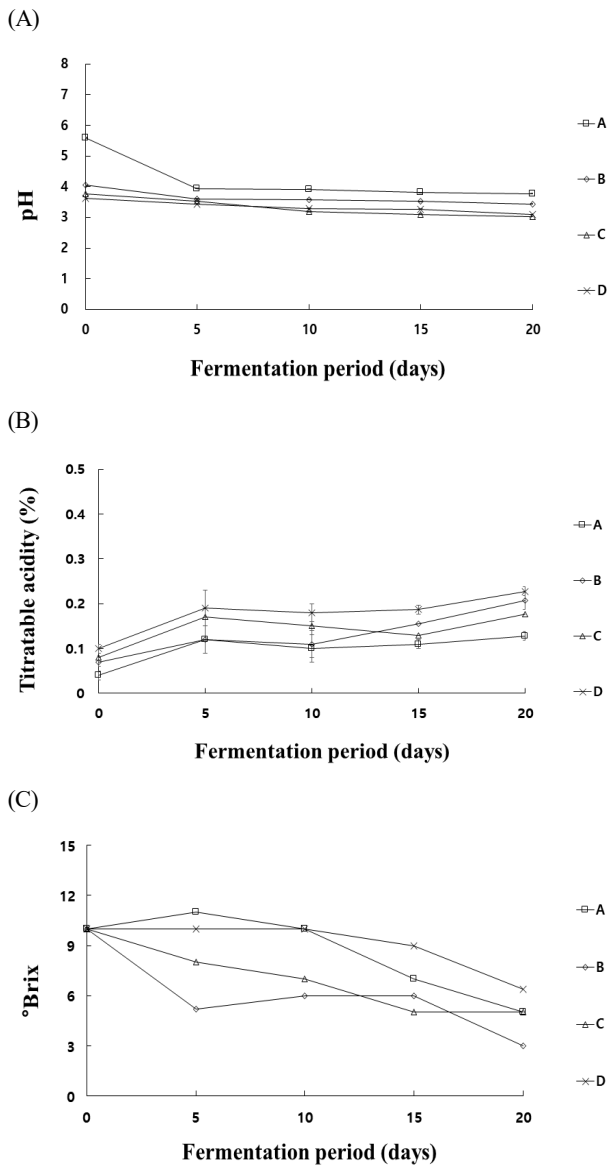 (A)
8
7
6
5
4
3
2
1
0
pH
0 5 10 15 20
Fermentation period (days)
A
B
C
D
(B)
0.5
0.4
0.3
0.2
0.1
0
Titratable acidity (%)
0 5 10 15 20
Fermentation period (days)
A
B
C
D
(C)
15
12
9
6
3
0
°Brix
0 5 10 15 20
Fermentation period (days)
A
B
C
D